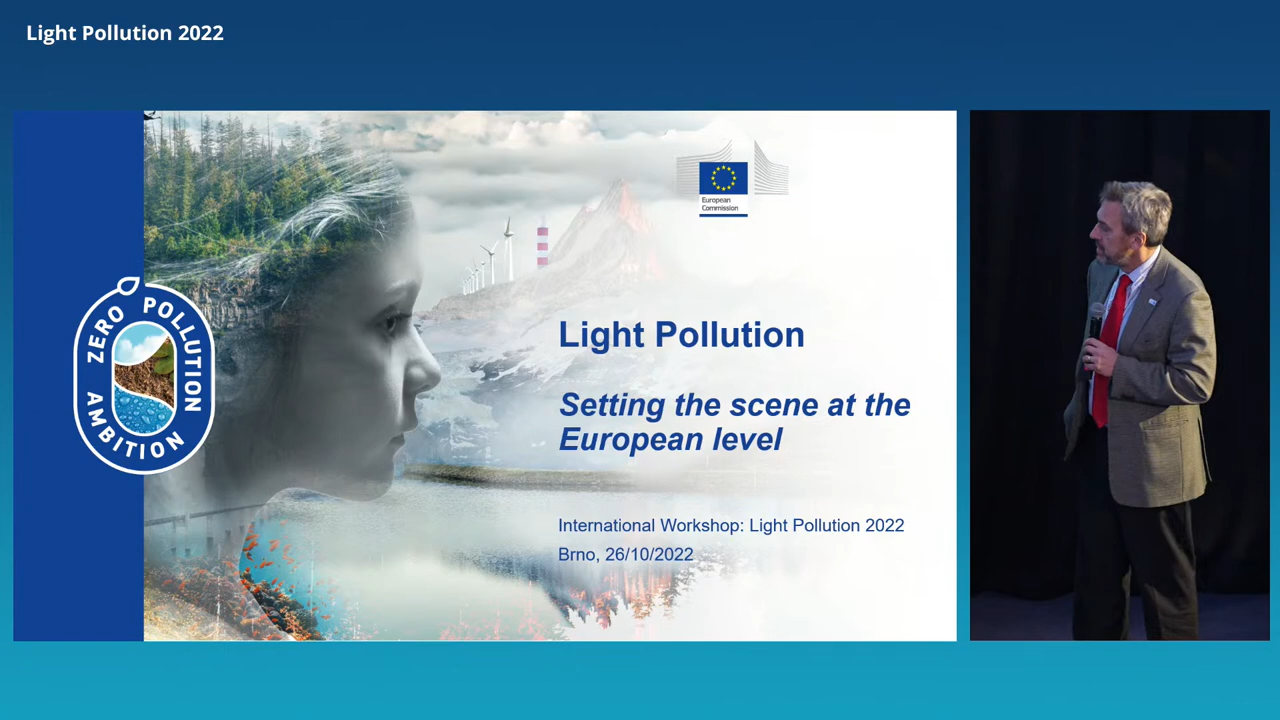 Light Pollution 2022
ZERO POLLUTION
AMBITION
European
Commission
Light Pollution
Setting the scene at the
European level
International Workshop: Light Pollution 2022
Brno, 26/10/2022